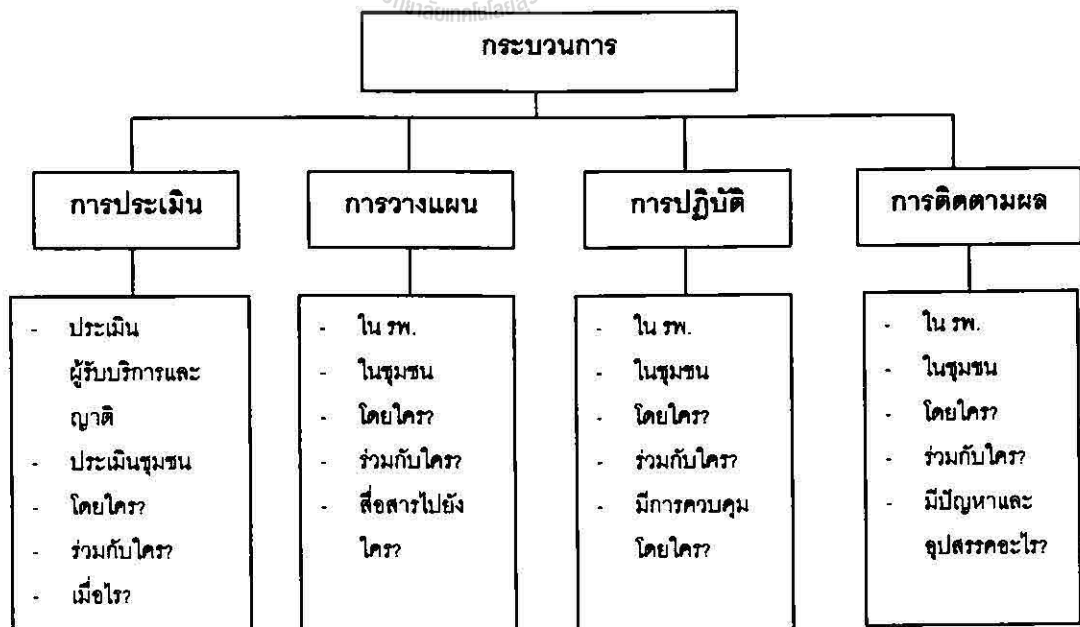 กระบวนการ
การประเมิน
การวางแผน
การปฏิบัติ
การติดตามผล
- ประเมิน
ผู้รับบริการและ
ญาติ
- ประเมินชุมชน
- โดยใคร?
- ร่วมกับใคร?
- เมื่อไร?
- ใน รพ.
- ในชุมชน
- โดยใคร?
- ร่วมกับใคร?
- สื่อสารไปยัง
ใคร?
- ใน รพ.
- ในชุมชน
- โดยใคร?
- ร่วมกับใคร?
- มีการควบคุม
โดยใคร?
- ใน รพ.
- ในชุมชน
- โดยใคร?
- ร่วมกับใคร?
- มีปัญหาและ
อุปสรรคอะไร?